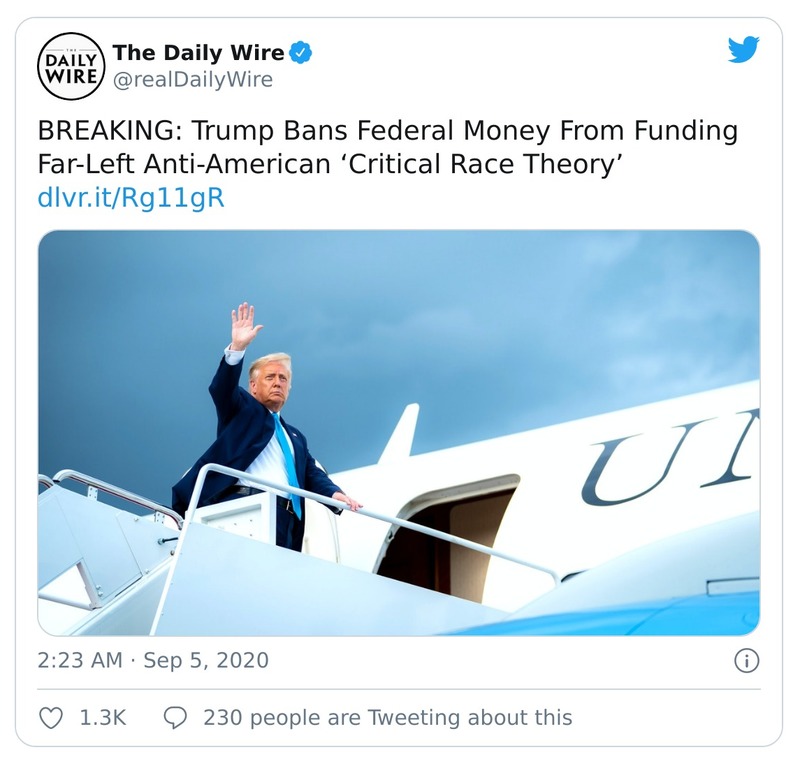 THE
DAILY
WIRE
The Daily Wire
@realDailyWire
BREAKING: Trump Bans Federal Money From Funding
Far-Left Anti-American ‘Critical Race Theory’
dlvr.it/Rg11gR
UN
2:23 AM · Sep 5, 2020
1.3K
230 people are Tweeting about this